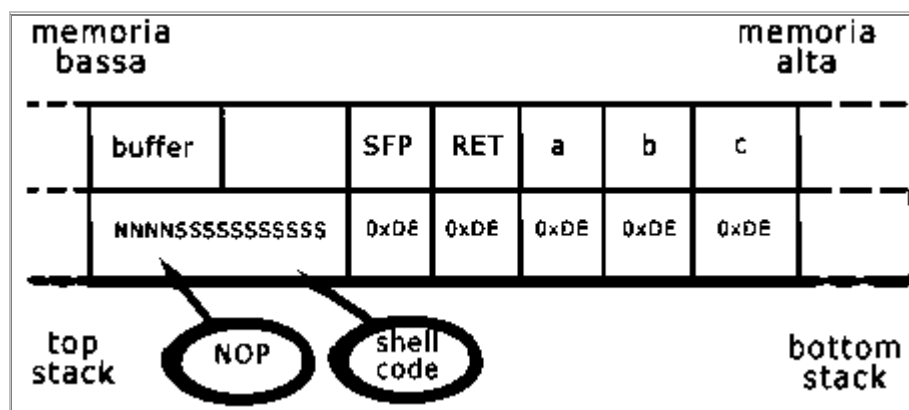 memoria bassa
memoria alta
buffer SFP RET a b c
NNNNSSSSSSSSSSS 0xDE 0xDE 0xDE 0xDE 0xDE
top stack
NOP
shell code
bottom stack